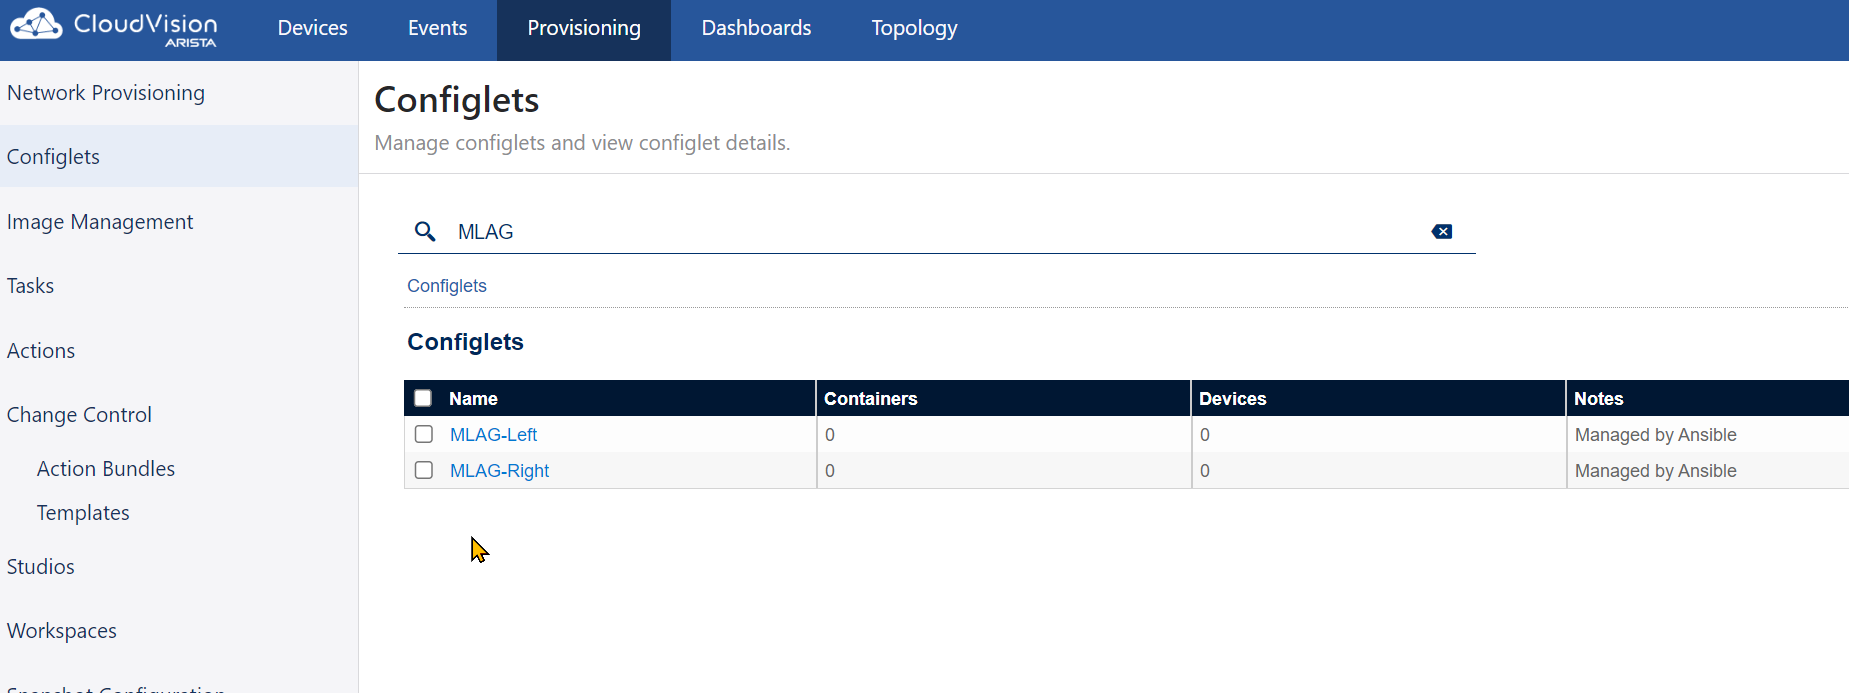 CloudVision
ARISTA
Devices Events Provisioning Dashboards Topology
Network Provisioning
Configlets
Image Management
Tasks
Actions
Change Control
Action Bundles
Templates
Studios
Workspaces
Snapshot Configuration
Configlets
Manage configlets and view configlet details.
MLAG
Configlets
Configlets
Name Containers Devices Notes
MLAG-Left 0 0 Managed by Ansible
MLAG-Right 0 0 Managed by Ansible